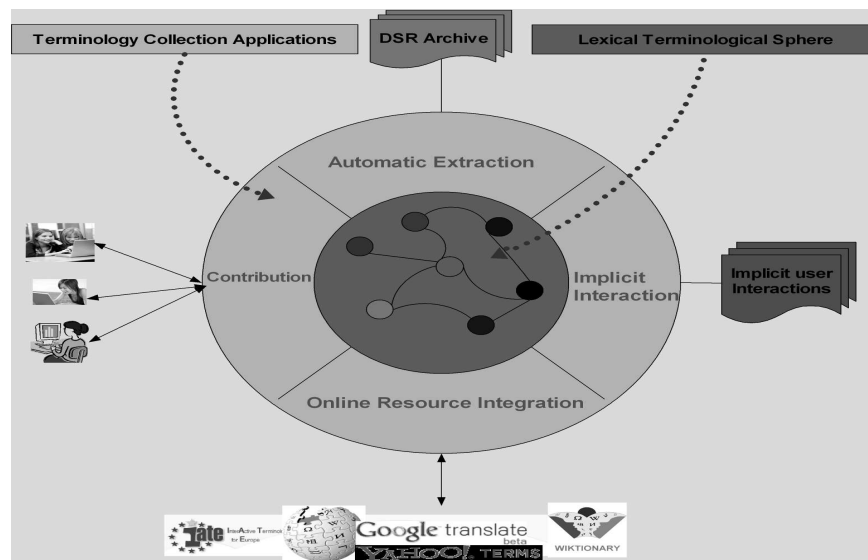 Terminology Collection Applications
DSR Archive
Lexical Terminological Sphere
Automatic Extraction
Contribution
Implicit
Interaction
Implicit user
Interactions
Online Resource Integration
Iate InterActive Terminol
for Europe
Google translate
beta
YAHOO! TERMS
WIKTIONARY